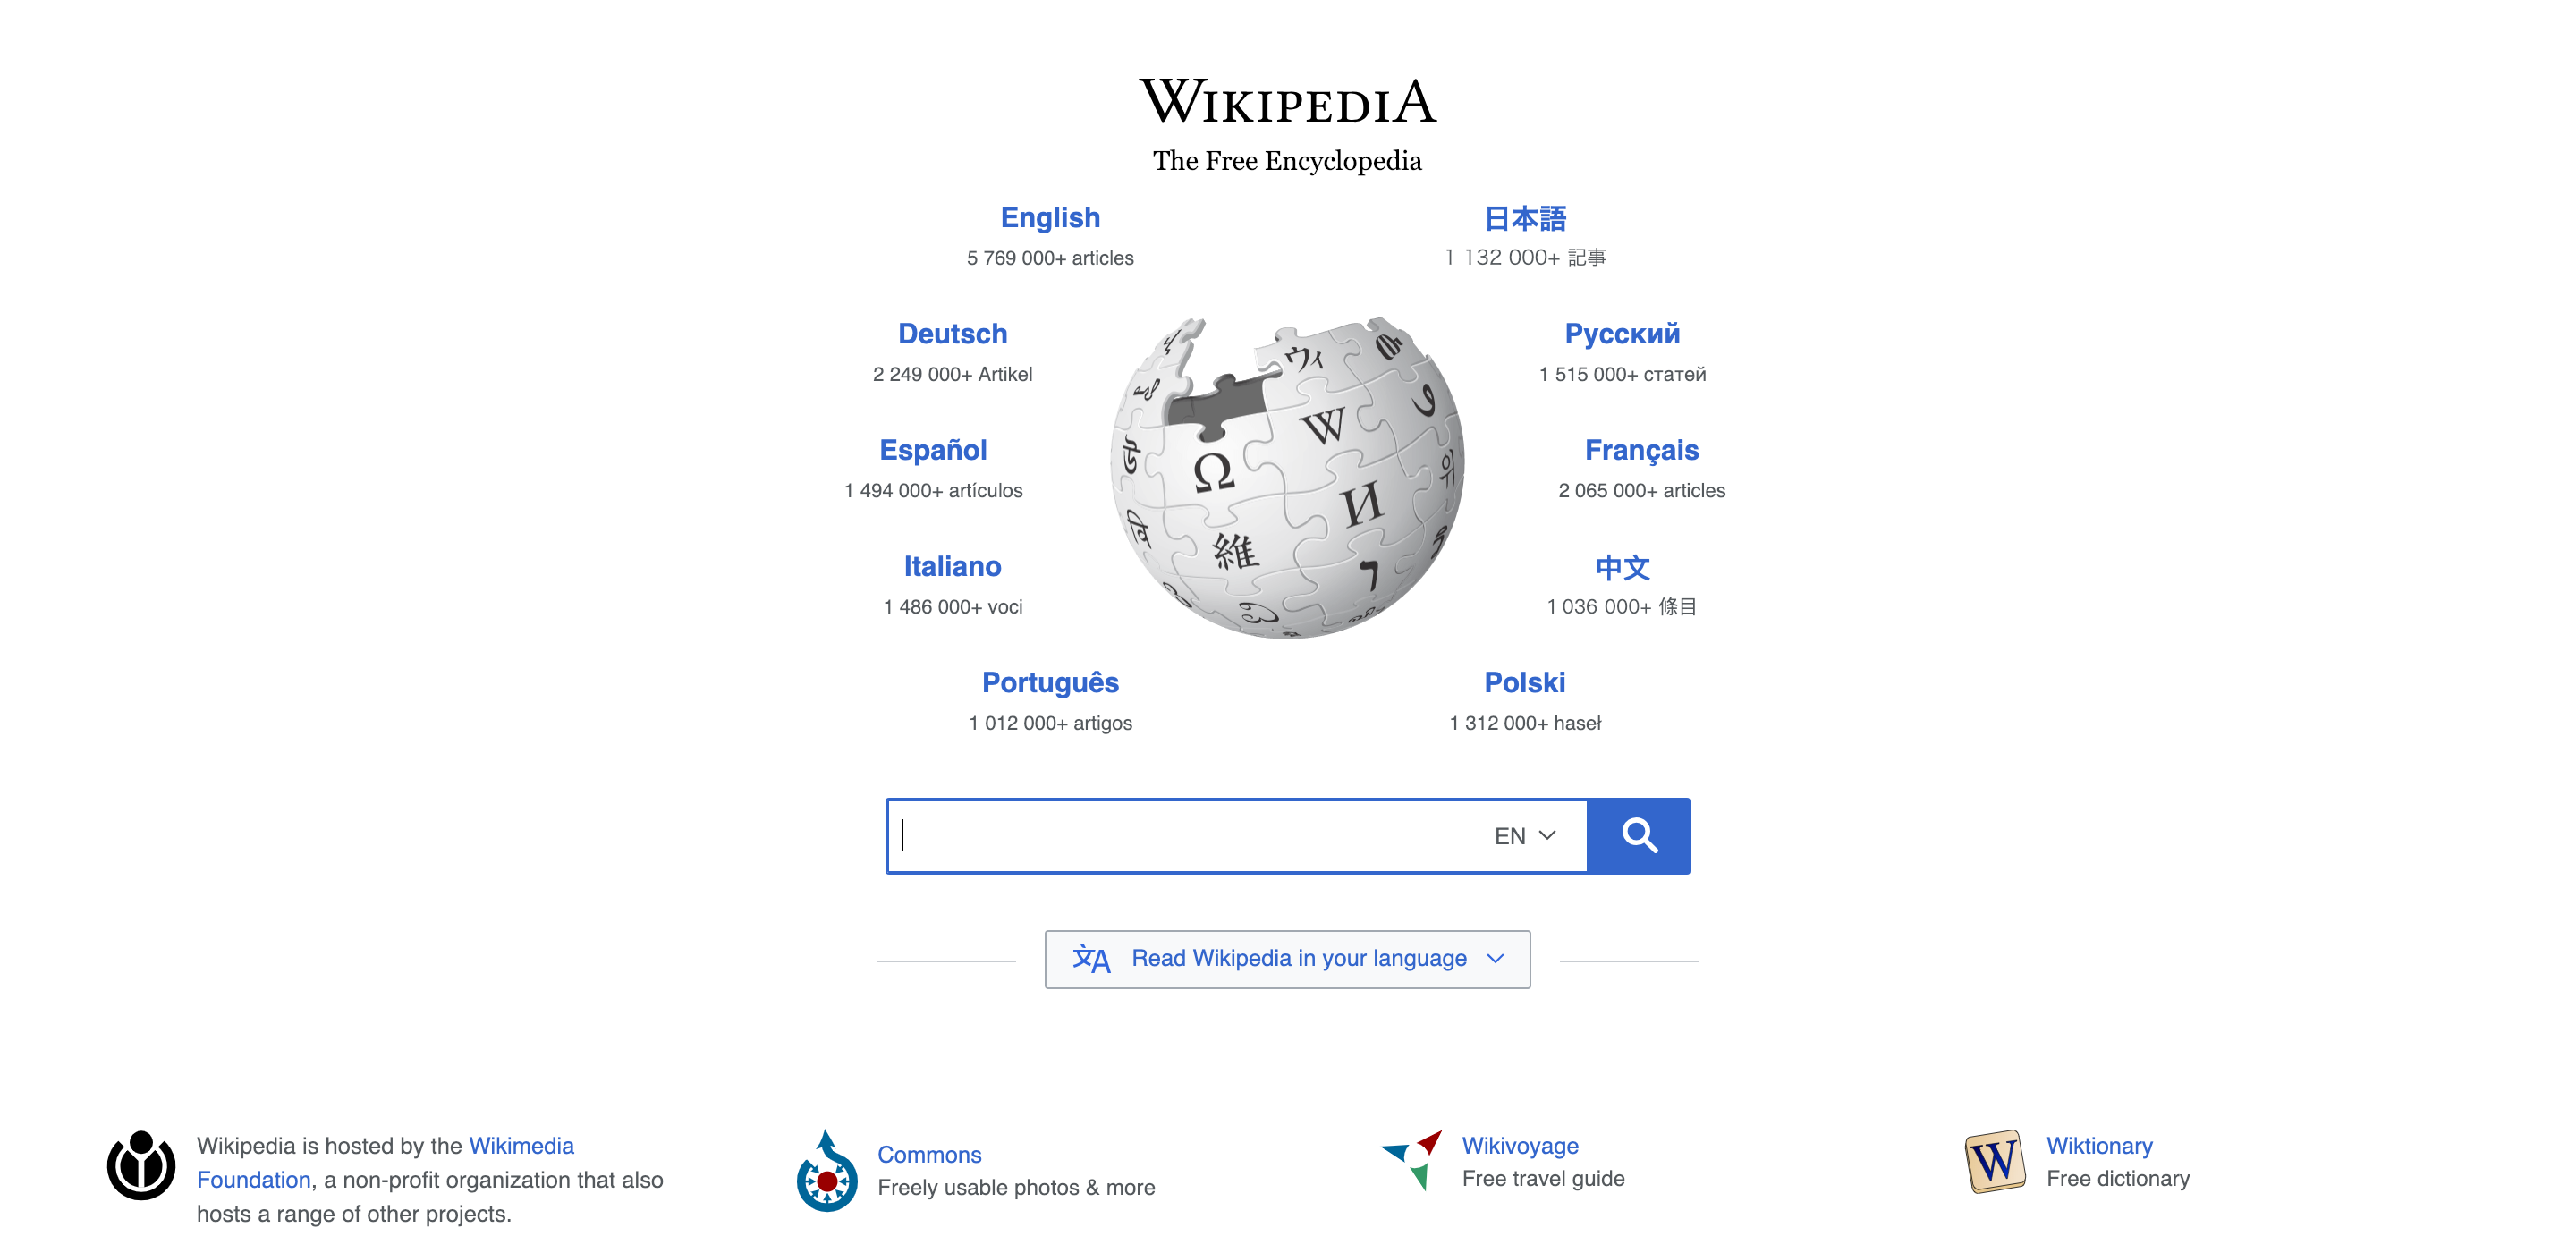 WIKIPEDIA
The Free Encyclopedia
English
5 769 000+ articles
日本語
1 132 000+ 記事
Deutsch
2 249 000+ Artikel
Русский
1 515 000+ статей
Español
1 494 000+ artículos
Français
2 065 000+ articles
Italiano
1 486 000+ voci
中文
1 036 000+ 條目
Português
1 012 000+ artigos
Polski
1 312 000+ haseł
Ω
W
И
維
EN
文A Read Wikipedia in your language
Wikipedia is hosted by the Wikimedia
Foundation, a non-profit organization that also
hosts a range of other projects.
Commons
Freely usable photos & more
Wikivoyage
Free travel guide
W
Wiktionary
Free dictionary